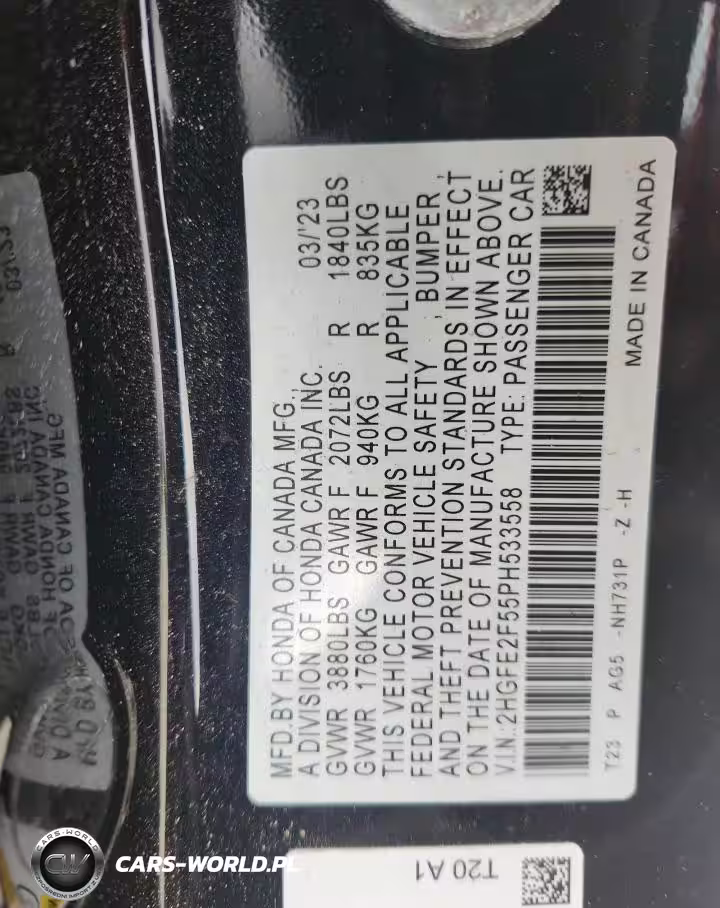 MFD. BY HONDA OF CANADA MFG., 03/'23
A DIVISION OF HONDA CANADA INC.
GVWR 3880LBS GAWR F 2072LBS R 1840LBS
GVWR 1760KG GAWR F 940KG R 835KG
THIS VEHICLE CONFORMS TO ALL APPLICABLE
FEDERAL MOTOR VEHICLE SAFETY , BUMPER ,
AND THEFT PREVENTION STANDARDS IN EFFECT
ON THE DATE OF MANUFACTURE SHOWN ABOVE.
V.I.N.:2HGFE2F55PH533558 TYPE: PASSENGER CAR
T23 P AG5 -NH731P -Z -H MADE IN CANADA
T20 A1
CARS-WORLD
CW
CARS-WORLD.PL